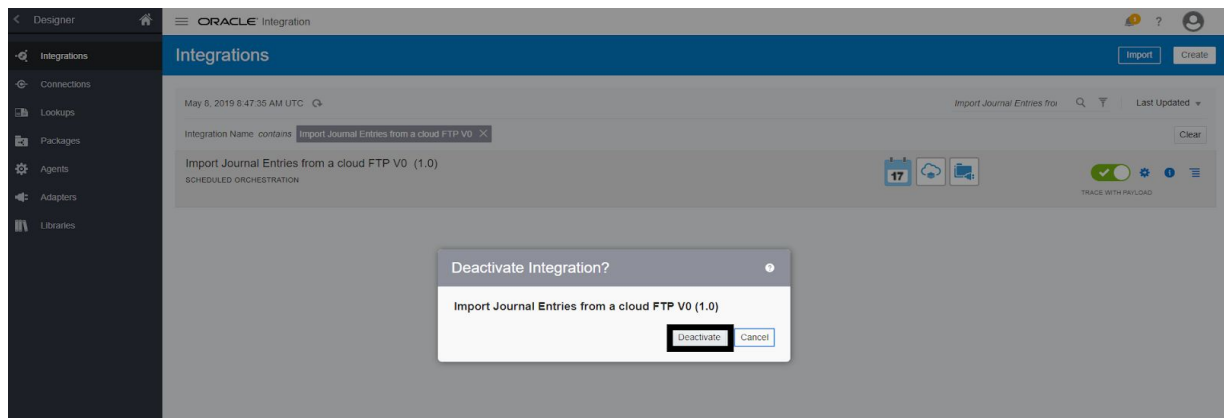 Designer
ORACLE Integration
1
?
Integrations
Integrations
Import
Create
Connections
Lookups
Packages
Agents
Adapters
Libraries
May 8, 2019 8:47:35 AM UTC
Import Journal Entries from
Last Updated
Integration Name contains Import Journal Entries from a cloud FTP V0 X
Clear
Import Journal Entries from a cloud FTP V0 (1.0)
SCHEDULED ORCHESTRATION
17
TRACE WITH PAYLOAD
Deactivate Integration?
?
Import Journal Entries from a cloud FTP V0 (1.0)
Deactivate
Cancel